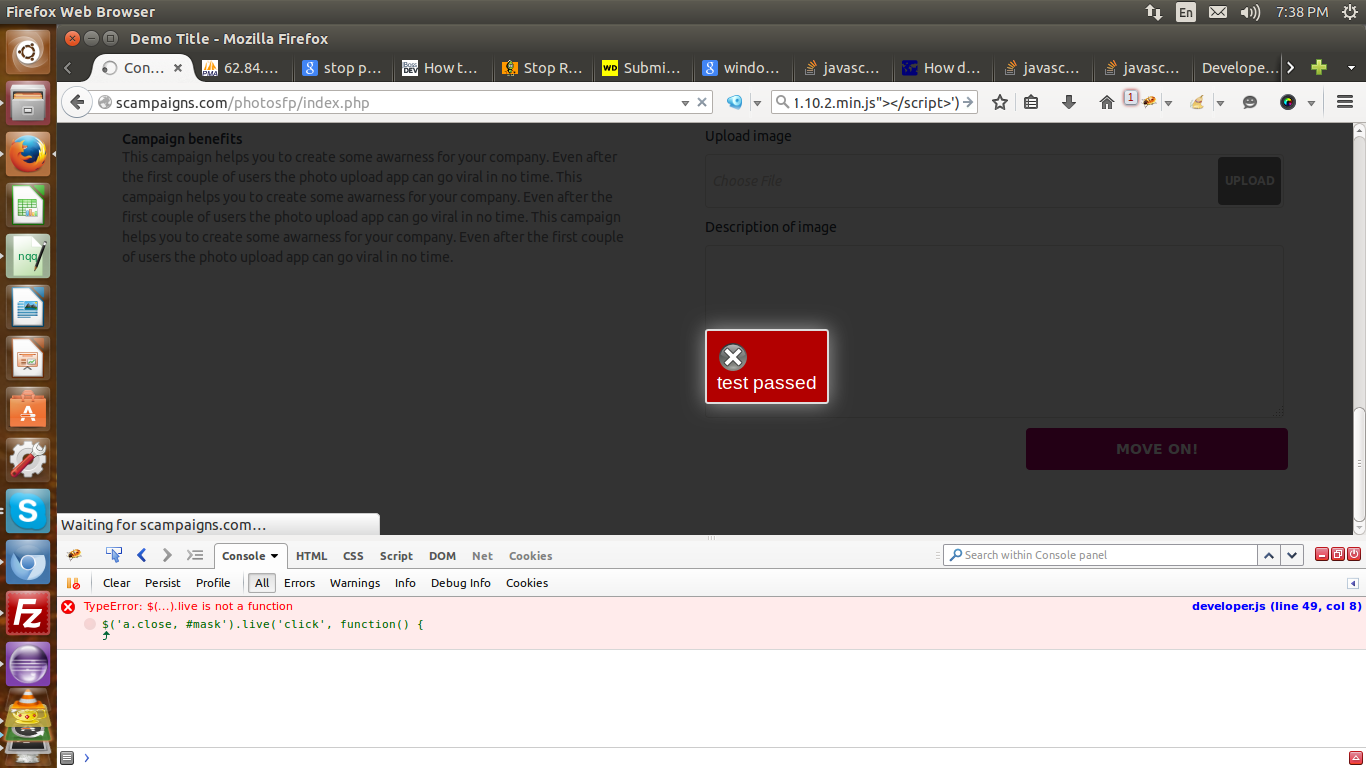 Firefox Web Browser
En
7:38 PM
Demo Title - Mozilla Firefox
Con...
62.84....
stop p...
How t...
Stop R...
Submi...
windo...
javasc...
How d...
javasc...
javasc...
Develope...
scampaigns.com/photosfp/index.php
1.10.2.min.js"></script>')
1
Campaign benefits
This campaign helps you to create some awarness for your company. Even after
the first couple of users the photo upload app can go viral in no time. This
campaign helps you to create some awarness for your company. Even after the
first couple of users the photo upload app can go viral in no time. This campaign
helps you to create some awarness for your company. Even after the first couple
of users the photo upload app can go viral in no time.
Upload image
Choose File
UPLOAD
Description of image
test passed
MOVE ON!
Waiting for scampaigns.com...
Console
HTML
CSS
Script
DOM
Net
Cookies
Search within Console panel
Clear
Persist
Profile
All
Errors
Warnings
Info
Debug Info
Cookies
TypeError: $(...).live is not a function
developer.js (line 49, col 8)
$('a.close, #mask').live('click', function() {